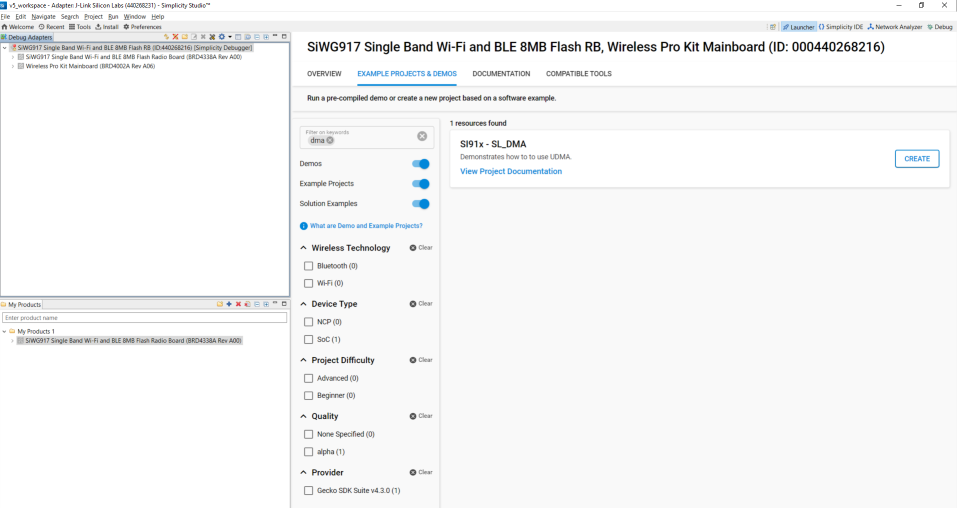 v5_workspace - Adapter: J-Link Silicon Labs (440268231) - Simplicity Studio™
File Edit Navigate Search Project Run Window Help
Welcome Recent Tools Install Preferences
Launcher {} Simplicity IDE Network Analyzer Debug
Debug Adapters
SiWG917 Single Band Wi-Fi and BLE 8MB Flash RB (ID:440268216) [Simplicity Debugger]
SiWG917 Single Band Wi-Fi and BLE 8MB Flash Radio Board (BRD4338A Rev A00)
Wireless Pro Kit Mainboard (BRD4002A Rev A06)
My Products
Enter product name
My Products 1
SiWG917 Single Band Wi-Fi and BLE 8MB Flash Radio Board (BRD4338A Rev A00)
SiWG917 Single Band Wi-Fi and BLE 8MB Flash RB, Wireless Pro Kit Mainboard (ID: 000440268216)
OVERVIEW EXAMPLE PROJECTS & DEMOS DOCUMENTATION COMPATIBLE TOOLS
Run a pre-compiled demo or create a new project based on a software example.
Filter on keywords
dma
Demos
Example Projects
Solution Examples
What are Demo and Example Projects?
Wireless Technology Clear
Bluetooth (0)
Wi-Fi (0)
Device Type Clear
NCP (0)
SoC (1)
Project Difficulty Clear
Advanced (0)
Beginner (0)
Quality Clear
None Specified (0)
alpha (1)
Provider Clear
Gecko SDK Suite v4.3.0 (1)
1 resources found
SI91x - SL_DMA
Demonstrates how to to use UDMA.
View Project Documentation
CREATE